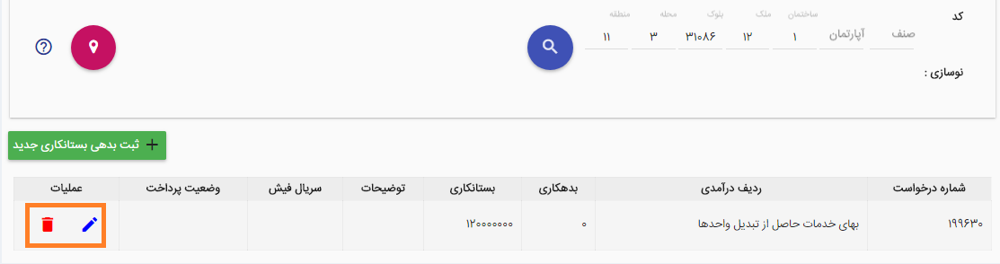 کد
ساختمان ملک بلوک محله منطقه
صنف آپارتمان ۱ ۱۲ ۳۱۰۸۶ ۳ ۱۱
نوسازی :
ثبت بدهی بستانکاری جدید
شماره درخواست ردیف درآمدی بدهکاری بستانکاری توضیحات سریال فیش وضعیت پرداخت عملیات
۱۹۹۶۳۰ بهای خدمات حاصل از تبدیل واحدها ۰ ۱۲۰۰۰۰۰۰۰